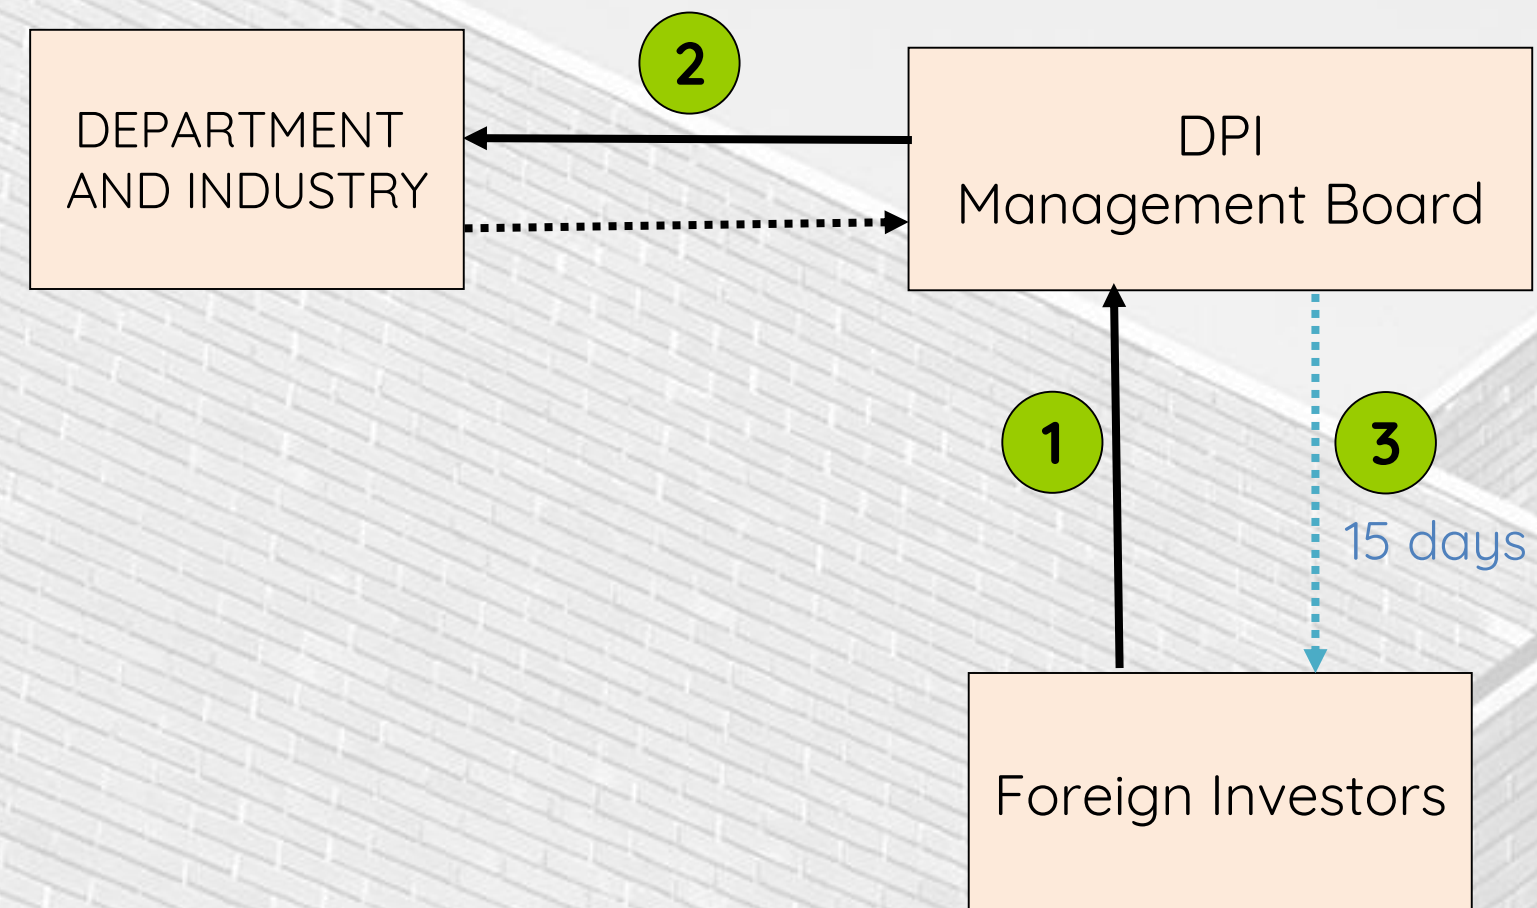 2
DEPARTMENT
AND INDUSTRY
DPI
Management Board
1
3
15 days
Foreign Investors